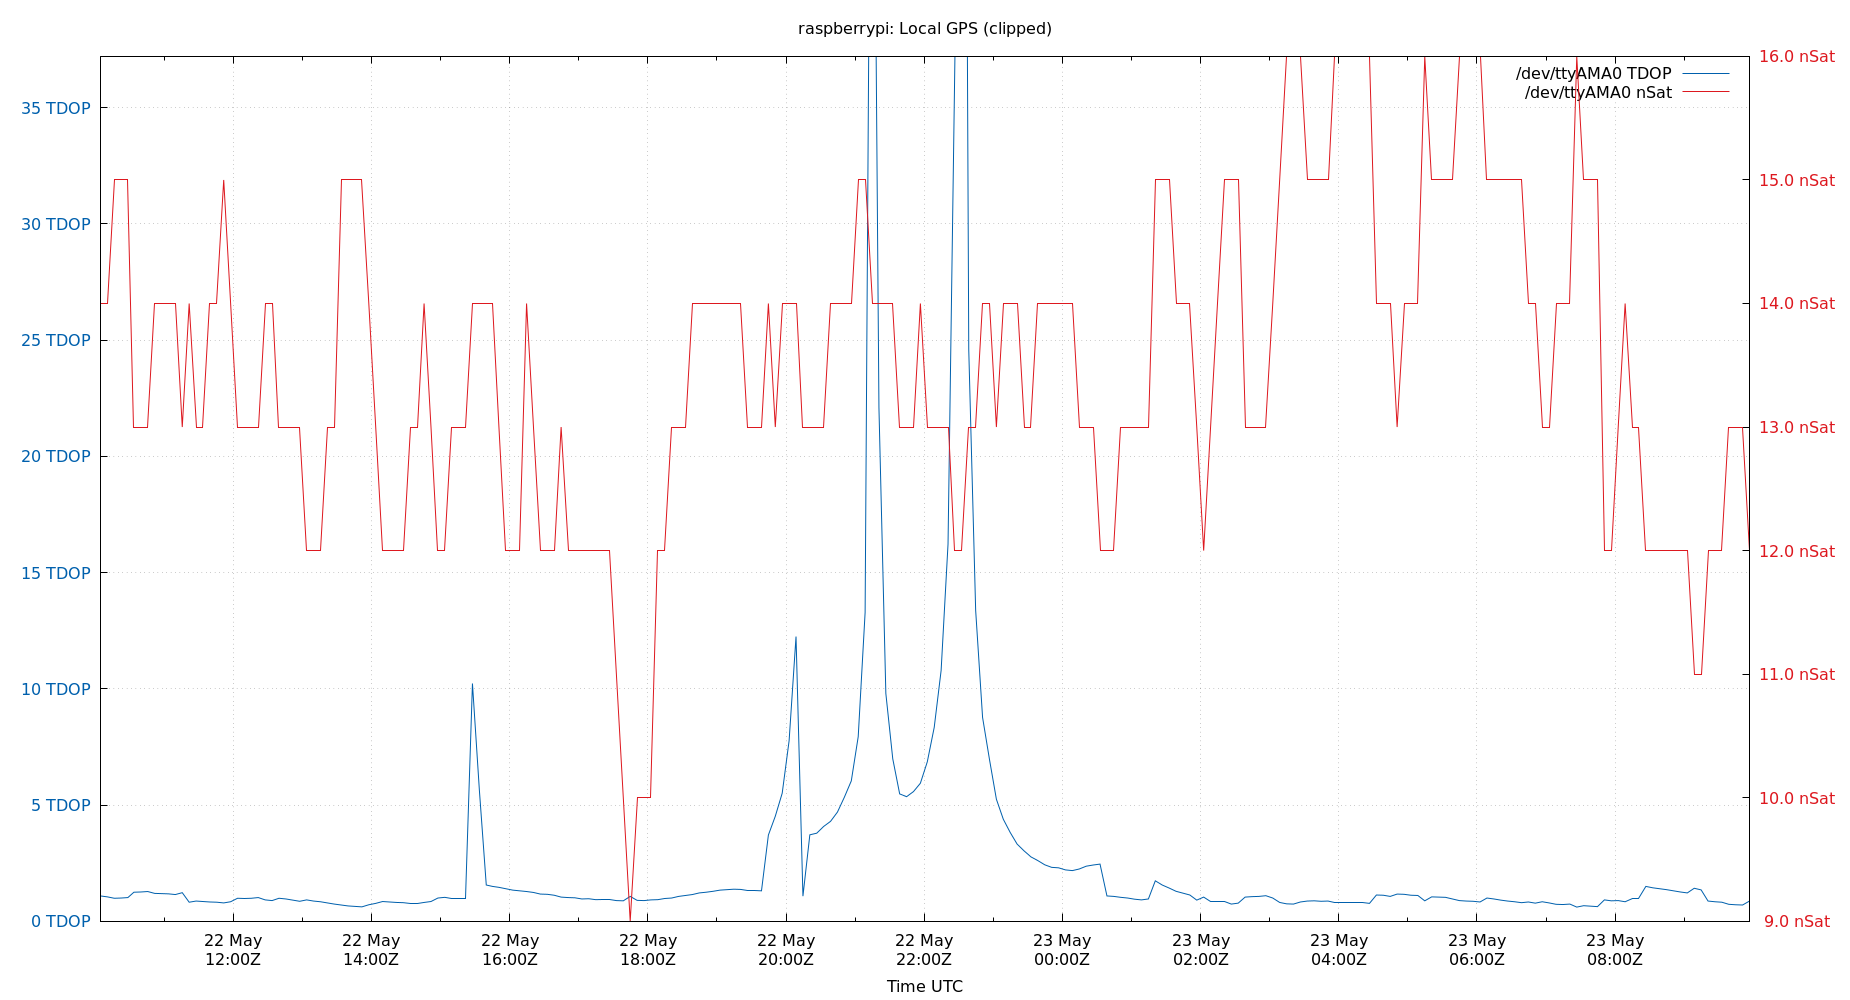 raspberrypi: Local GPS (clipped)
/dev/ttyAMA0 TDOP
/dev/ttyAMA0 nSat
35 TDOP
30 TDOP
25 TDOP
20 TDOP
15 TDOP
10 TDOP
5 TDOP
0 TDOP
16.0 nSat
15.0 nSat
14.0 nSat
13.0 nSat
12.0 nSat
11.0 nSat
10.0 nSat
9.0 nSat
22 May
12:00Z
22 May
14:00Z
22 May
16:00Z
22 May
18:00Z
22 May
20:00Z
22 May
22:00Z
23 May
00:00Z
23 May
02:00Z
23 May
04:00Z
23 May
06:00Z
23 May
08:00Z
Time UTC